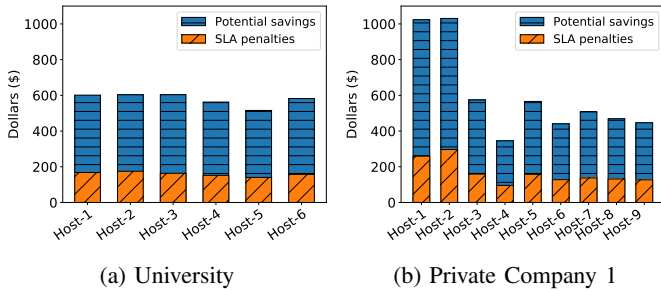 Potential savings
SLA penalties
Dollars ($)
1000
800
600
400
200
0
Host-1
Host-2
Host-3
Host-4
Host-5
Host-6
(a) University
Potential savings
SLA penalties
Dollars ($)
1000
800
600
400
200
0
Host-1
Host-2
Host-3
Host-4
Host-5
Host-6
Host-7
Host-8
Host-9
(b) Private Company 1